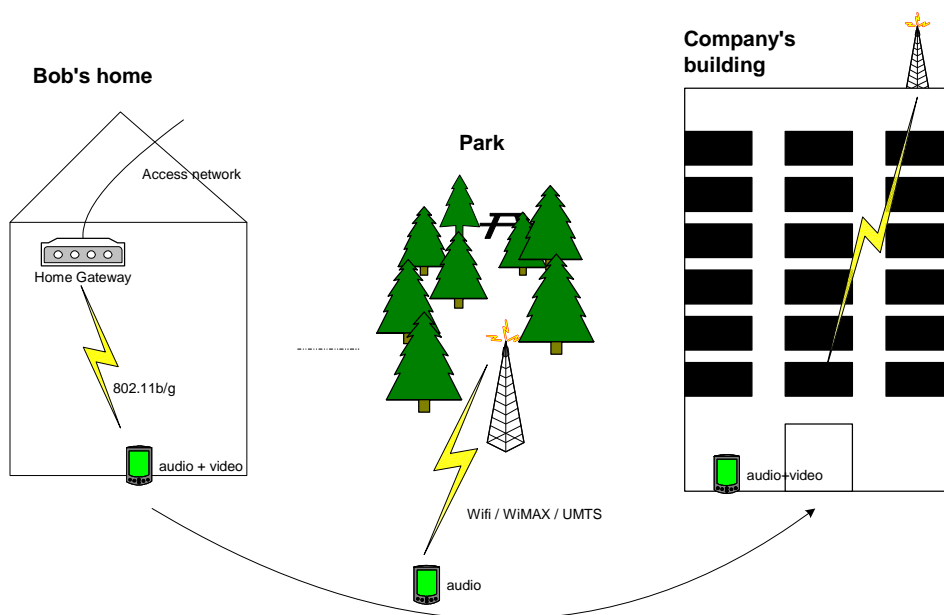 Bob's home
Access network
Home Gateway
802.11b/g
audio + video
Park
Wifi / WiMAX / UMTS
audio
Company's
building
audio+video